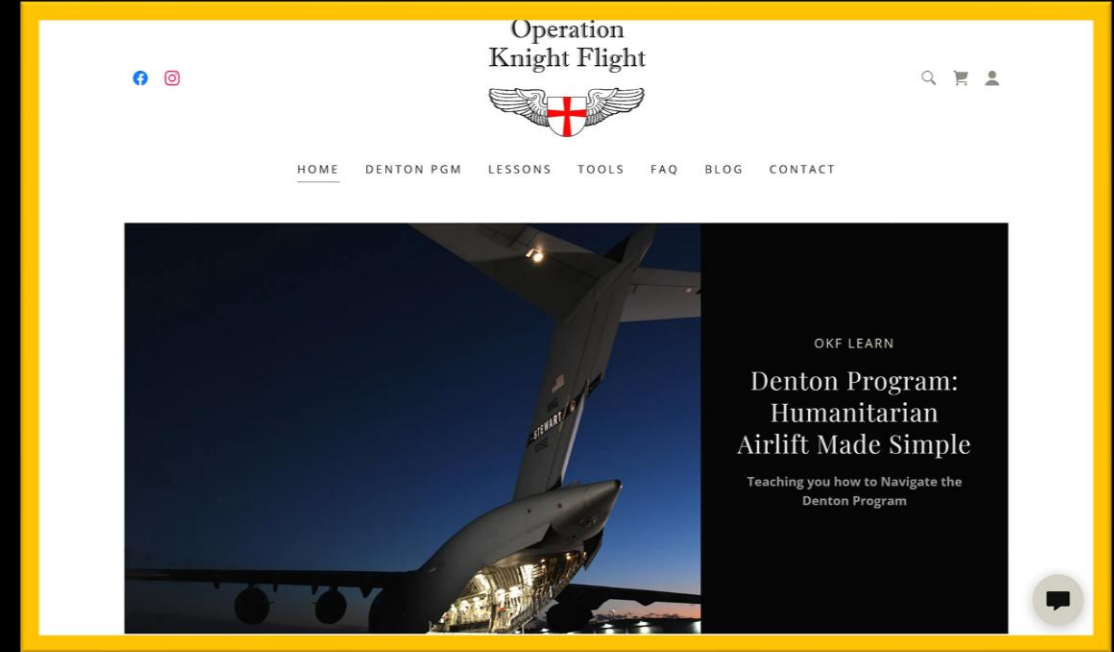 Operation
Knight Flight
HOME DENTON PGM LESSONS TOOLS FAQ BLOG CONTACT
STEWART
OKF LEARN
Denton Program:
Humanitarian
Airlift Made Simple
Teaching you how to Navigate the
Denton Program